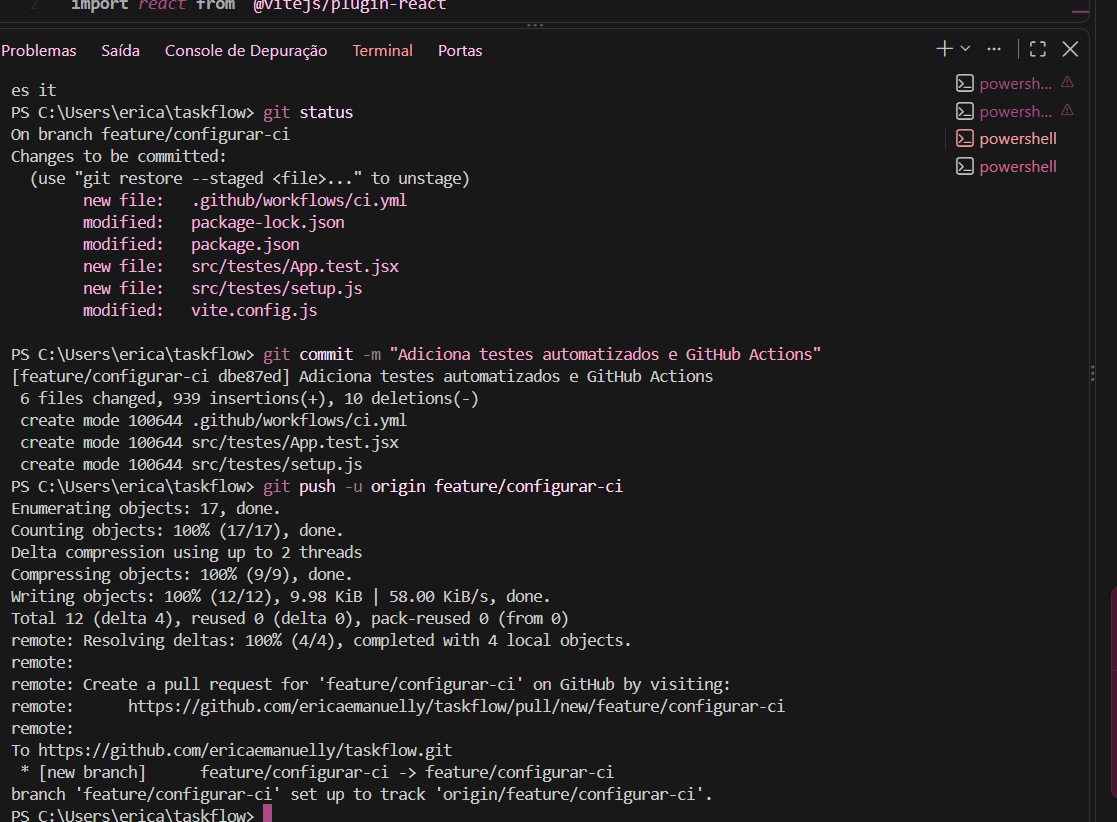 2 import react from '@vitejs/plugin-react'
Problemas Saída Console de Depuração Terminal Portas
powersh...
powersh...
powershell
powershell
es it
PS C:\Users\erica\taskflow> git status
On branch feature/configurar-ci
Changes to be committed:
(use "git restore --staged <file>..." to unstage)
new file: .github/workflows/ci.yml
modified: package-lock.json
modified: package.json
new file: src/testes/App.test.jsx
new file: src/testes/setup.js
modified: vite.config.js
PS C:\Users\erica\taskflow> git commit -m "Adiciona testes automatizados e GitHub Actions"
[feature/configurar-ci dbe87ed] Adiciona testes automatizados e GitHub Actions
6 files changed, 939 insertions(+), 10 deletions(-)
create mode 100644 .github/workflows/ci.yml
create mode 100644 src/testes/App.test.jsx
create mode 100644 src/testes/setup.js
PS C:\Users\erica\taskflow> git push -u origin feature/configurar-ci
Enumerating objects: 17, done.
Counting objects: 100% (17/17), done.
Delta compression using up to 2 threads
Compressing objects: 100% (9/9), done.
Writing objects: 100% (12/12), 9.98 KiB | 58.00 KiB/s, done.
Total 12 (delta 4), reused 0 (delta 0), pack-reused 0 (from 0)
remote: Resolving deltas: 100% (4/4), completed with 4 local objects.
remote:
remote: Create a pull request for 'feature/configurar-ci' on GitHub by visiting:
remote: https://github.com/ericaemanuelly/taskflow/pull/new/feature/configurar-ci
remote:
To https://github.com/ericaemanuelly/taskflow.git
* [new branch] feature/configurar-ci -> feature/configurar-ci
branch 'feature/configurar-ci' set up to track 'origin/feature/configurar-ci'.
PS C:\Users\erica\taskflow>